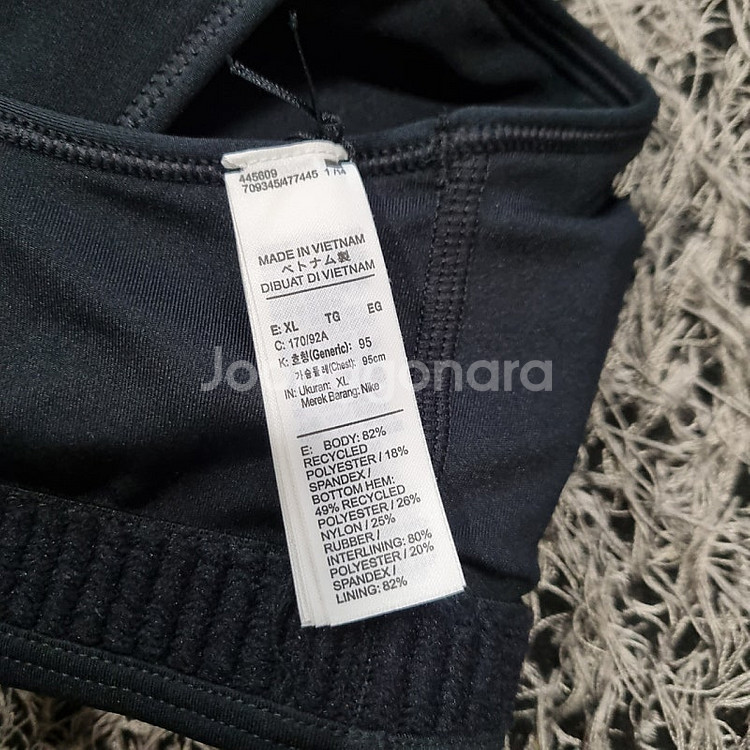 445609
709345/477445 1 /14
MADE IN VIETNAM
ベトナム製
DIBUAT DI VIETNAM
E: XL TG EG
C: 170/92A
K: 호칭(Generic): 95
가슴둘레(Chest): 95cm
IN: Ukuran: XL
Merek Barang: Nike
E: BODY: 82%
RECYCLED
POLYESTER / 18%
SPANDEX /
BOTTOM HEM:
49% RECYCLED
POLYESTER / 26%
NYLON / 25%
RUBBER /
INTERLINING: 80%
POLYESTER / 20%
SPANDEX /
LINING: 82%
Joonggonara